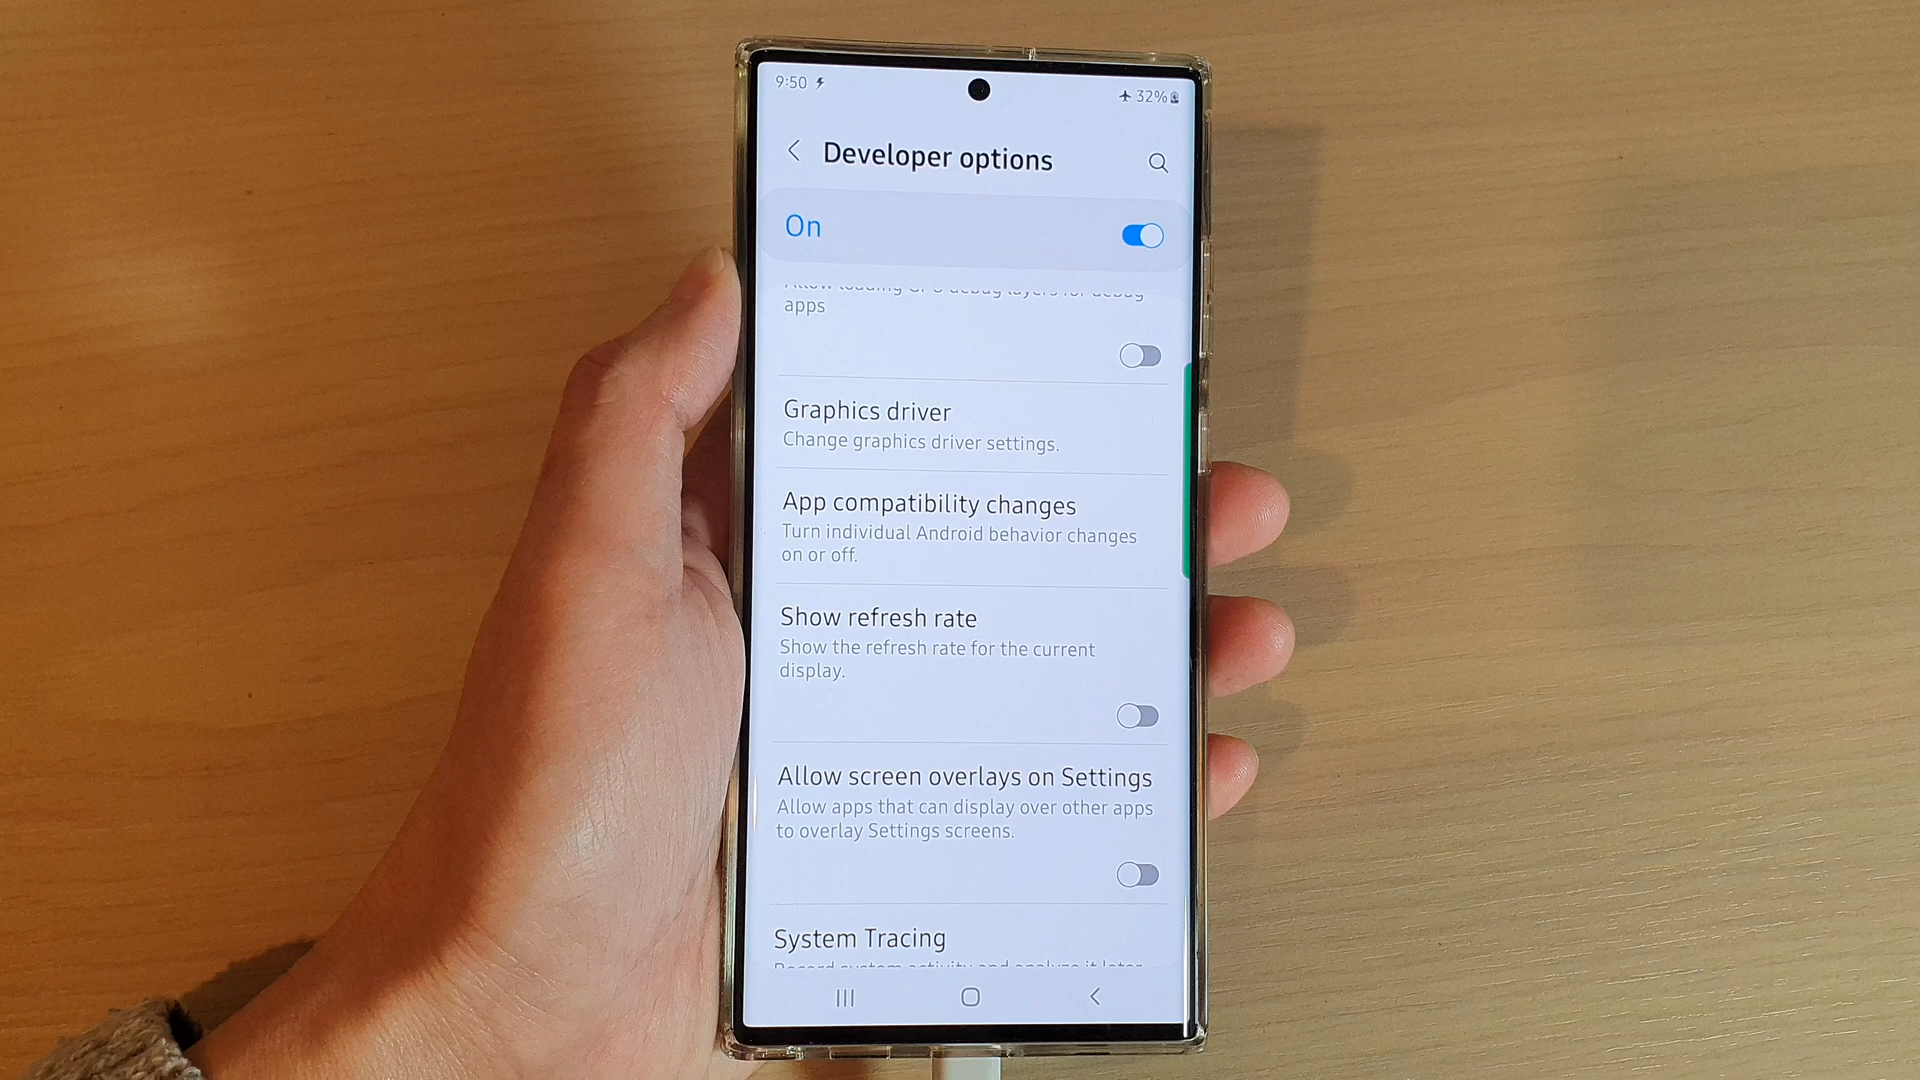 9:50
32%
Developer options
On
Allow loading GPU debug layers for debug
apps
Graphics driver
Change graphics driver settings.
App compatibility changes
Turn individual Android behavior changes
on or off.
Show refresh rate
Show the refresh rate for the current
display.
Allow screen overlays on Settings
Allow apps that can display over other apps
to overlay Settings screens.
System Tracing
Record system activity and analyze it later